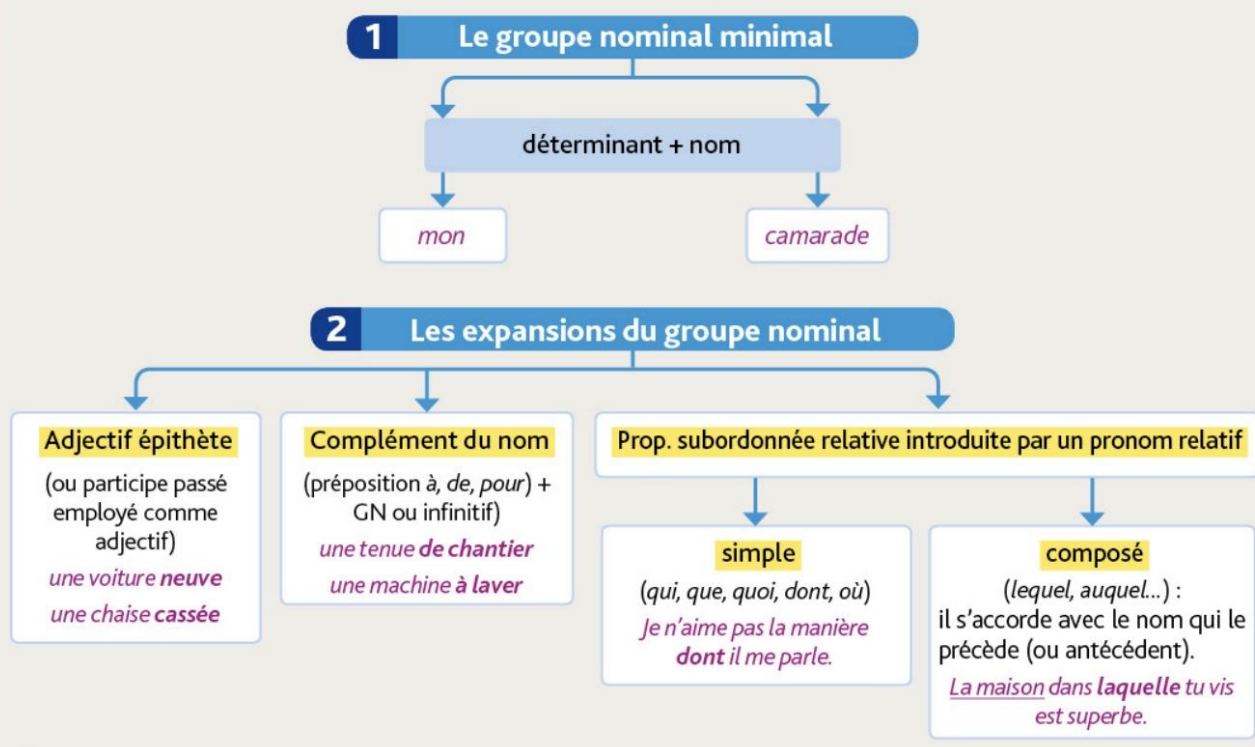 1 Le groupe nominal minimal
déterminant + nom
mon
camarade
2 Les expansions du groupe nominal
Adjectif épithète
(ou participe passé
employé comme
adjectif)
une voiture neuve
une chaise cassée
Complément du nom
(préposition à, de, pour) +
GN ou infinitif)
une tenue de chantier
une machine à laver
Prop. subordonnée relative introduite par un pronom relatif
simple
(qui, que, quoi, dont, où)
Je n'aime pas la manière
dont il me parle.
composé
(lequel, auquel...) :
il s'accorde avec le nom qui le
précède (ou antécédent).
La maison dans laquelle tu vis
est superbe.